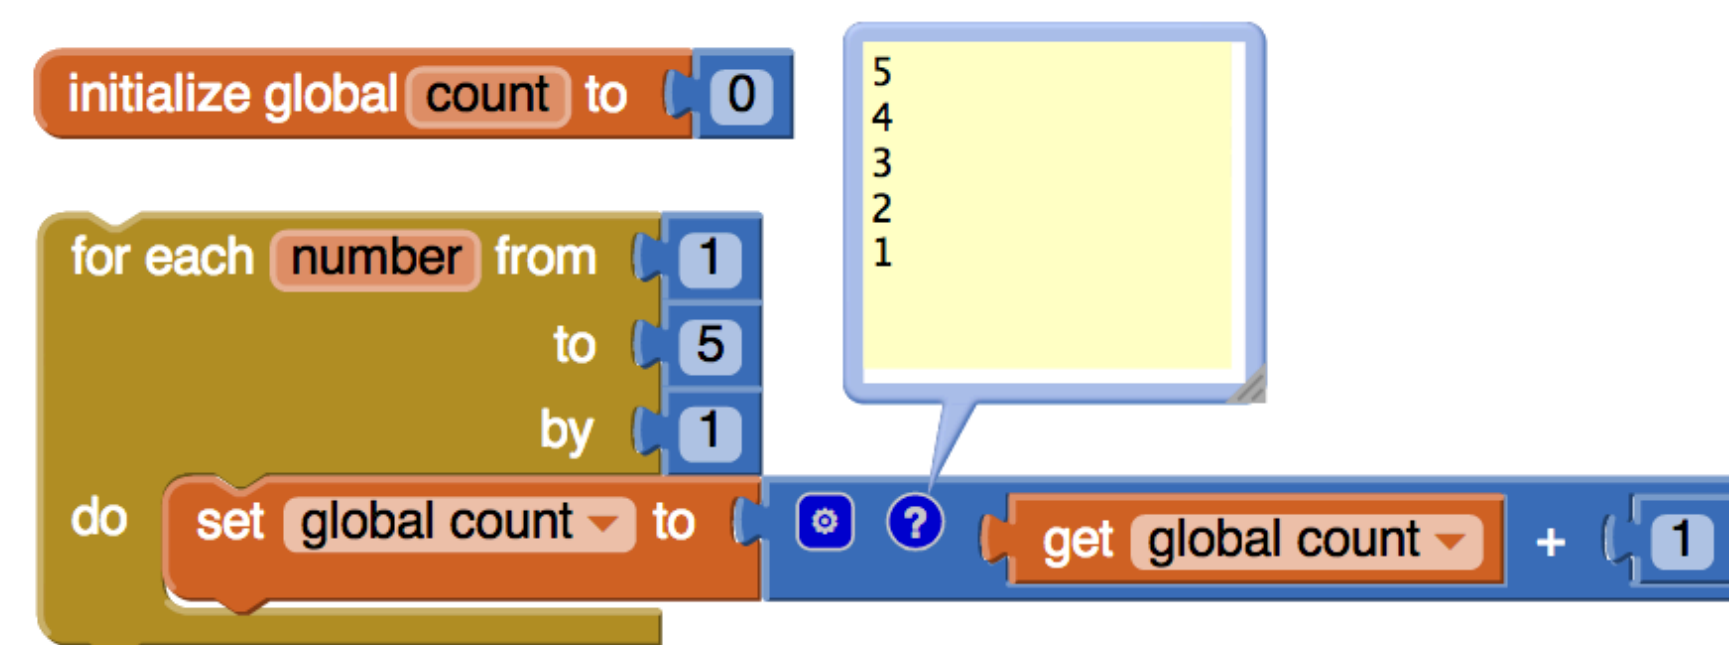 initialize global count to 0
5
4
3
2
1
for each number from 1
to 5
by 1
do set global count to ? get global count + 1